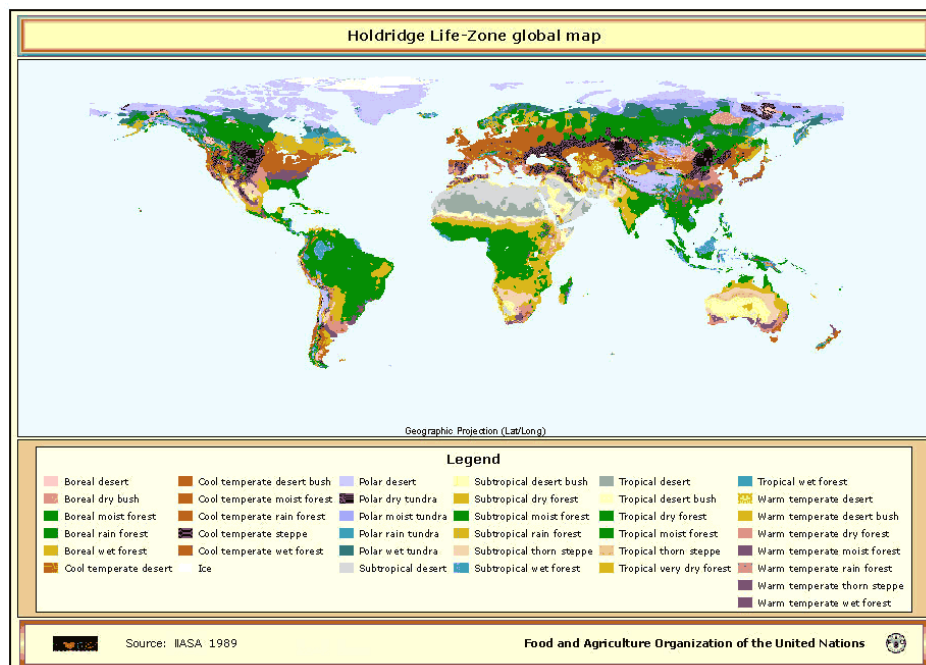 Holdridge Life-Zone global map
Geographic Projection (Lat/Long)
Legend
Boreal desert
Boreal dry bush
Boreal moist forest
Boreal rain forest
Boreal wet forest
Cool temperate desert
Cool temperate desert bush
Cool temperate moist forest
Cool temperate rain forest
Cool temperate steppe
Cool temperate wet forest
Ice
Polar desert
Polar dry tundra
Polar moist tundra
Polar rain tundra
Polar wet tundra
Subtropical desert
Subtropical desert bush
Subtropical dry forest
Subtropical moist forest
Subtropical rain forest
Subtropical thorn steppe
Subtropical wet forest
Tropical desert
Tropical desert bush
Tropical dry forest
Tropical moist forest
Tropical thorn steppe
Tropical very dry forest
Tropical wet forest
Warm temperate desert
Warm temperate desert bush
Warm temperate dry forest
Warm temperate moist forest
Warm temperate rain forest
Warm temperate thorn steppe
Warm temperate wet forest
Source: IIASA 1989
Food and Agriculture Organization of the United Nations